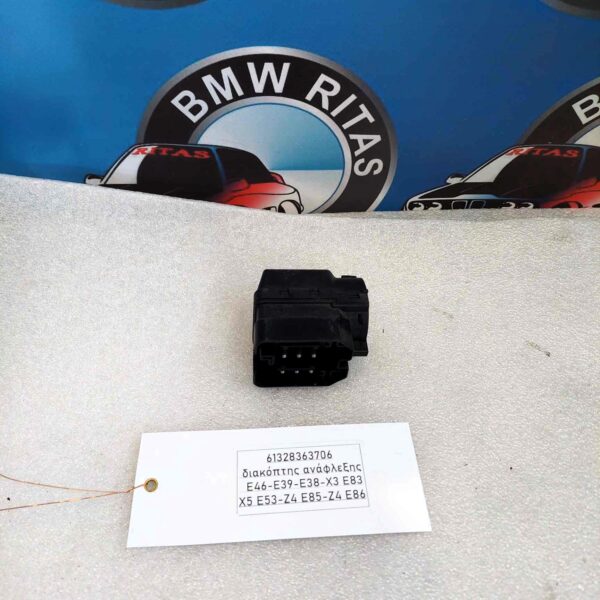 BMW RITAS
RITAS
RITAS
61328363706
διακόπτης ανάφλεξης
E46-E39-E38-X3 E83
X5 E53-Z4 E85-Z4 E86